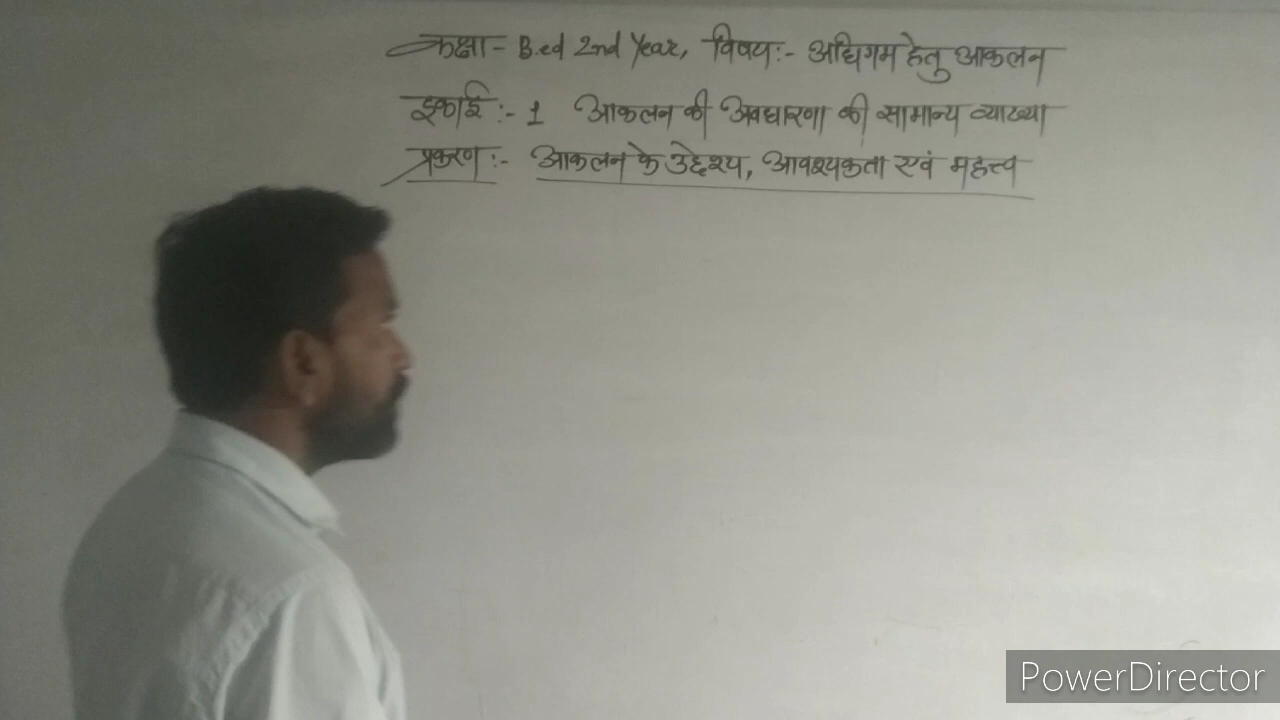 कक्षा - B.ed 2nd Year, विषय:- अधिगम हेतु आकलन
इकाई:- 1 आकलन की अवधारणा की सामान्य व्याख्या
प्रकरण:- आकलन के उद्देश्य, आवश्यकता एवं महत्त्व
PowerDirector